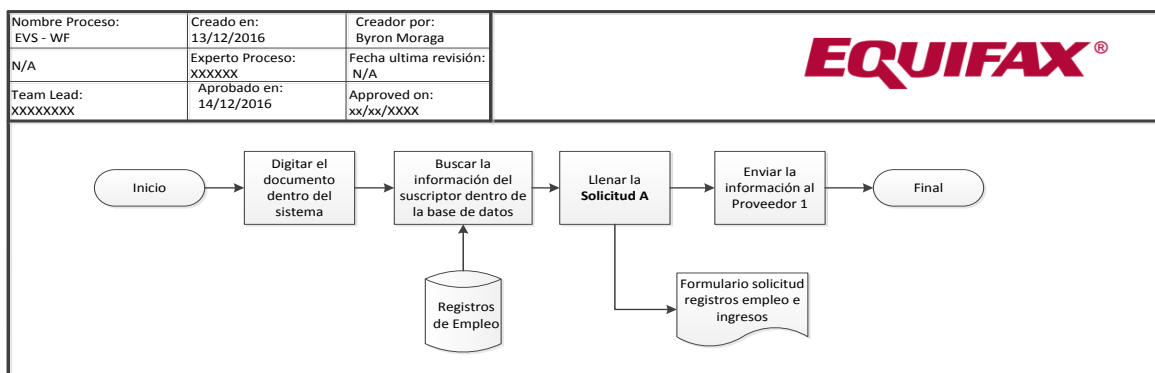 Nombre Proceso:
EVS - WF
Creado en:
13/12/2016
Creador por:
Byron Moraga
N/A
Experto Proceso:
XXXXXX
Fecha ultima revisión:
N/A
Team Lead:
XXXXXXXX
Aprobado en:
14/12/2016
Approved on:
xx/xx/XXXX
EQUIFAX®
Inicio
Digitar el
documento
dentro del
sistema
Buscar la
información del
suscriptor dentro de
la base de datos
Llenar la
Solicitud A
Enviar la
información al
Proveedor 1
Final
Registros
de Empleo
Formulario solicitud
registros empleo e
ingresos